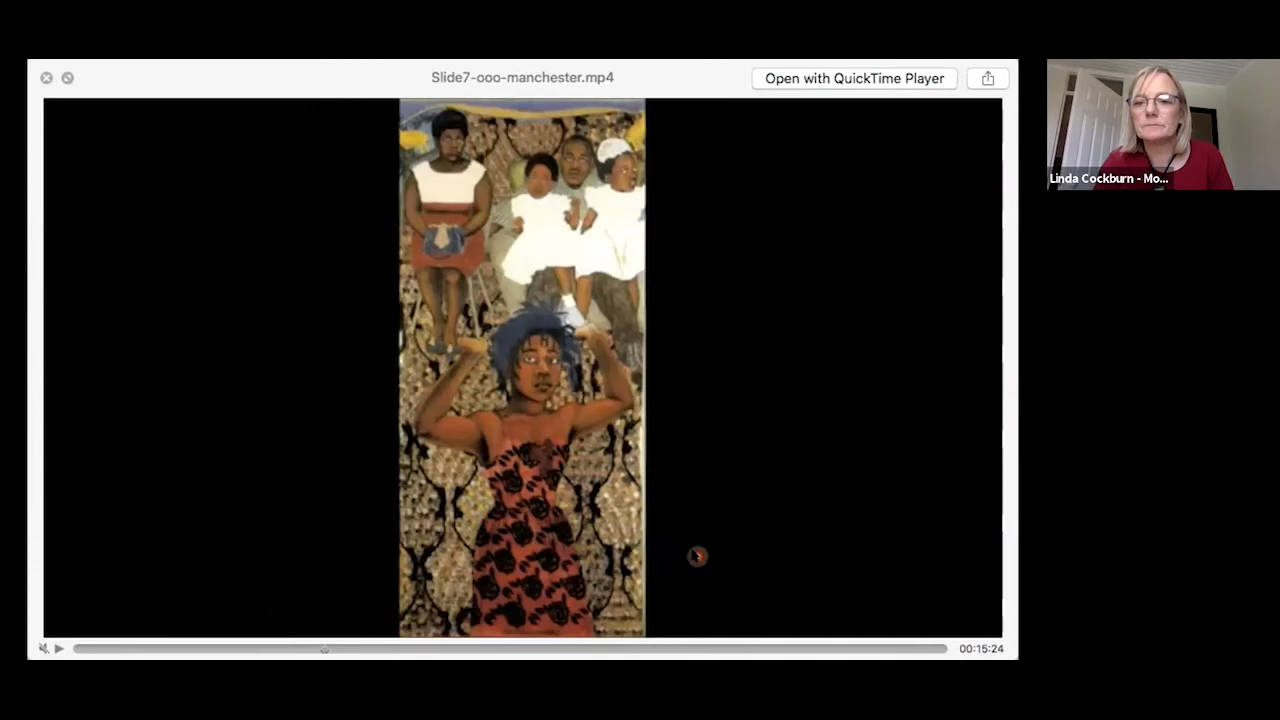 Slide7-ooo-manchester.mp4
Open with QuickTime Player
Linda Cockburn - Mo...
00:15:24